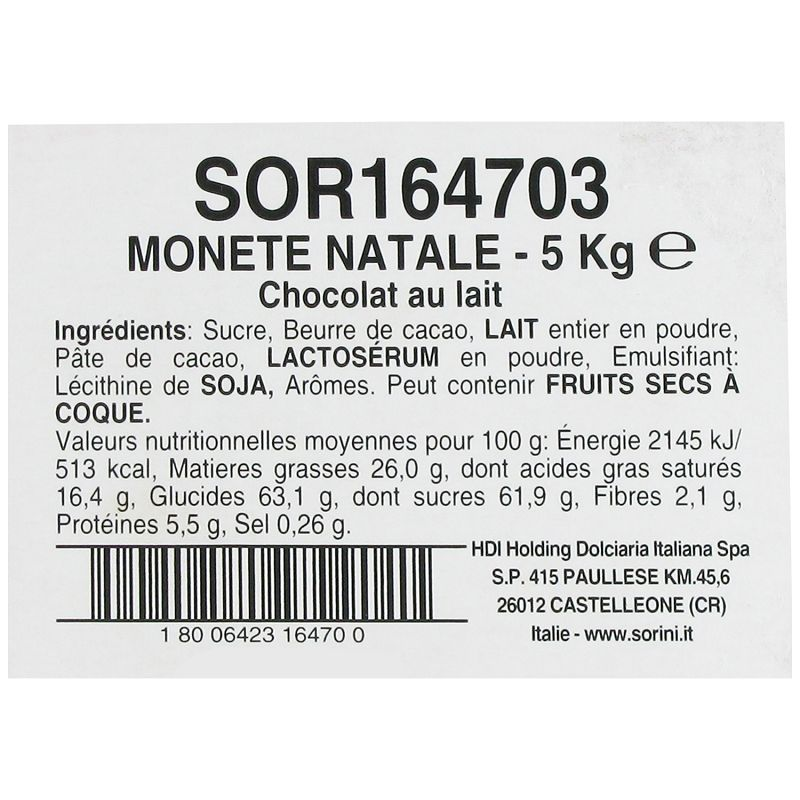 SOR164703
MONETE NATALE - 5 Kg ℮
Chocolat au lait
Ingrédients: Sucre, Beurre de cacao, LAIT entier en poudre,
Pâte de cacao, LACTOSÉRUM en poudre, Emulsifiant:
Lécithine de SOJA, Arômes. Peut contenir FRUITS SECS À
COQUE.
Valeurs nutritionnelles moyennes pour 100 g: Énergie 2145 kJ/
513 kcal, Matieres grasses 26,0 g, dont acides gras saturés
16,4 g, Glucides 63,1 g, dont sucres 61,9 g, Fibres 2,1 g,
Protéines 5,5 g, Sel 0,26 g.
HDI Holding Dolciaria Italiana Spa
S.P. 415 PAULLESE KM.45,6
26012 CASTELLEONE (CR)
Italie - www.sorini.it
1 80 06423 16470 0